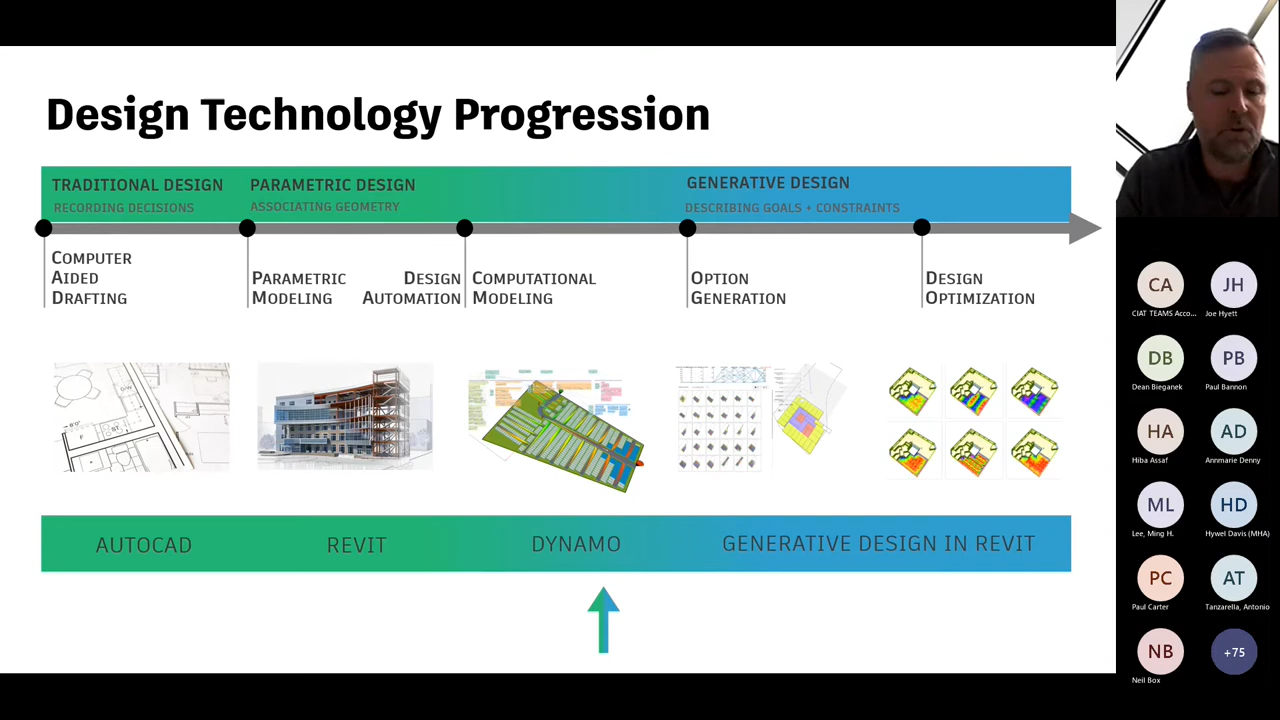 Design Technology Progression
TRADITIONAL DESIGN
RECORDING DECISIONS
PARAMETRIC DESIGN
ASSOCIATING GEOMETRY
GENERATIVE DESIGN
DESCRIBING GOALS + CONSTRAINTS
COMPUTER
AIDED
DRAFTING
PARAMETRIC
MODELING
DESIGN
AUTOMATION
COMPUTATIONAL
MODELING
OPTION
GENERATION
DESIGN
OPTIMIZATION
AUTOCAD
REVIT
DYNAMO
GENERATIVE DESIGN IN REVIT
CA
CIAT TEAMS Acco...
JH
Joe Hyett
DB
Dean Bieganek
PB
Paul Bannon
HA
Hiba Assaf
AD
Annmarie Denny
ML
Lee, Ming H.
HD
Hywel Davis (MHA)
PC
Paul Carter
AT
Tanzarella, Antonio
NB
Neil Box
+75